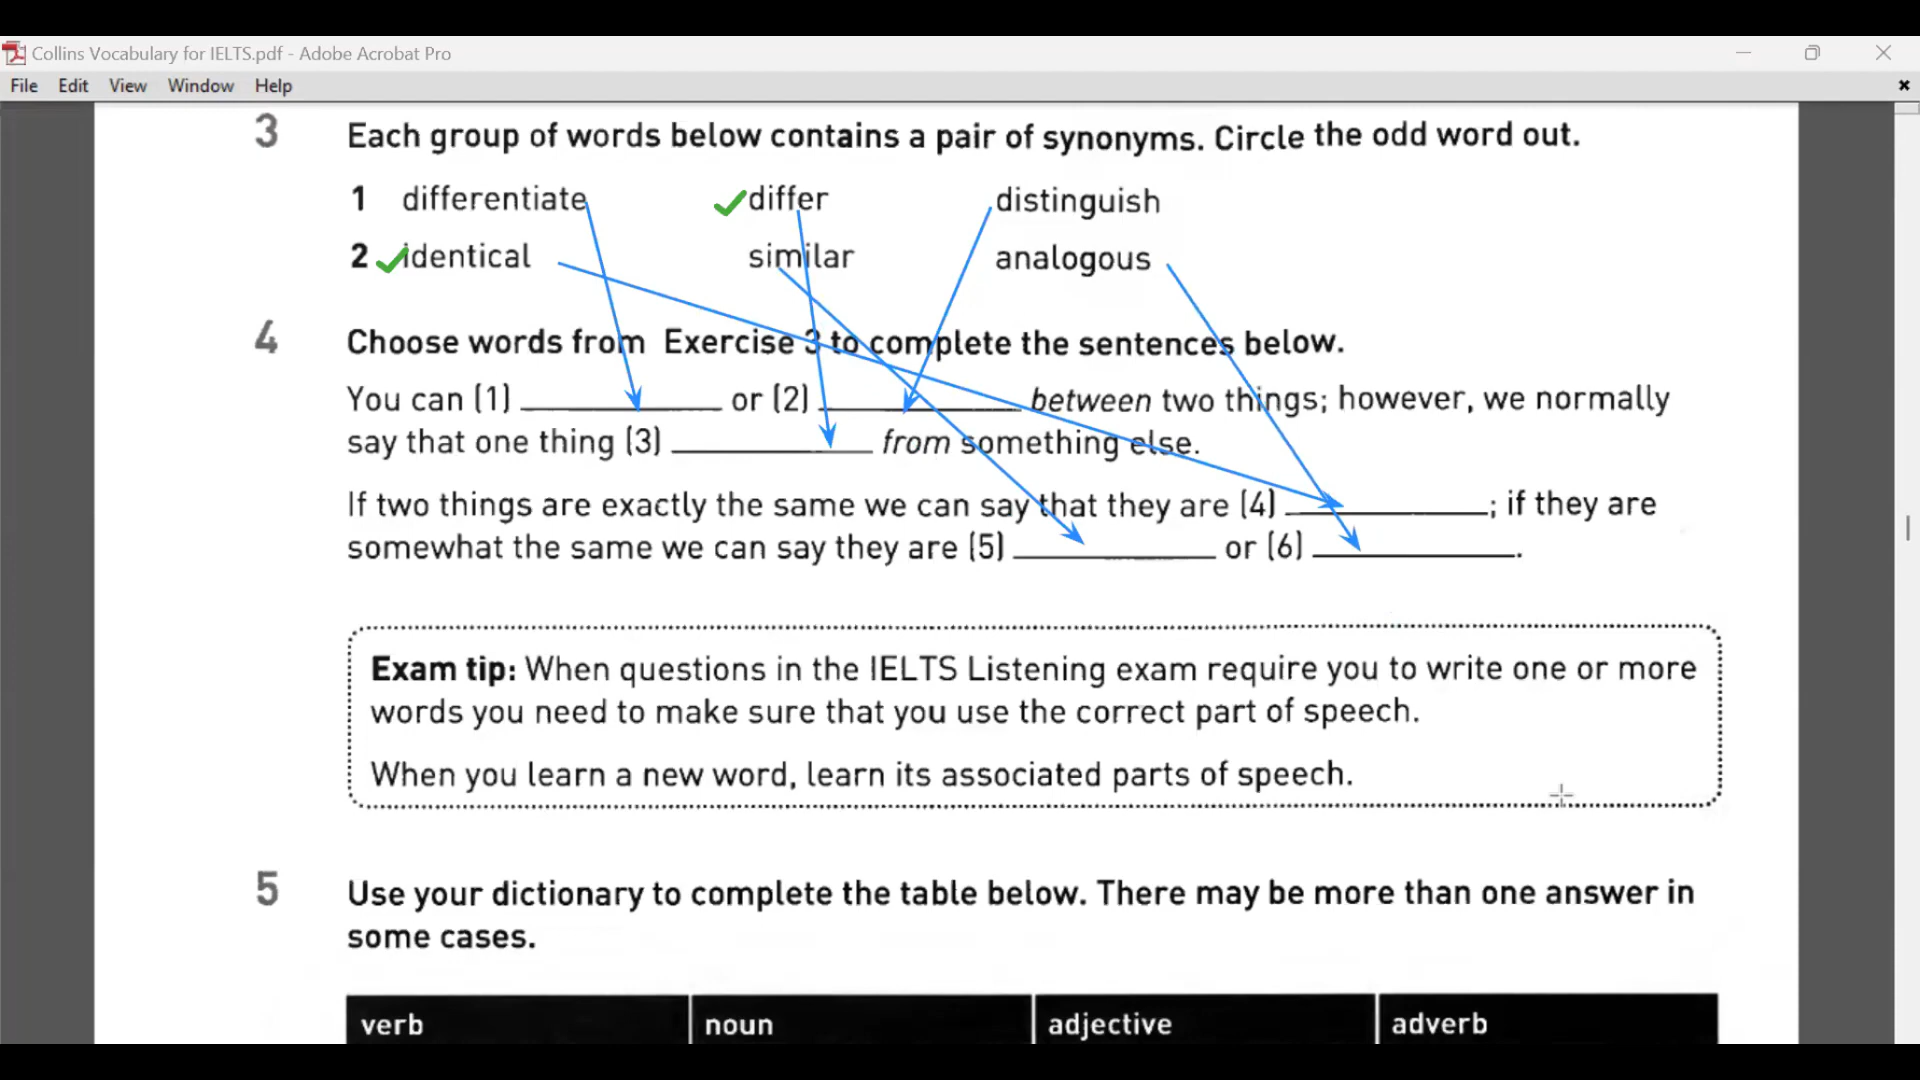 Collins Vocabulary for IELTS.pdf - Adobe Acrobat Pro
File Edit View Window Help
3 Each group of words below contains a pair of synonyms. Circle the odd word out.
1 differentiate differ distinguish
2 identical similar analogous
4 Choose words from Exercise 3 to complete the sentences below.
You can (1) __________ or (2) __________ between two things; however, we normally
say that one thing (3) __________ from something else.
If two things are exactly the same we can say that they are (4) __________; if they are
somewhat the same we can say they are (5) __________ or (6) __________.
Exam tip: When questions in the IELTS Listening exam require you to write one or more
words you need to make sure that you use the correct part of speech.
When you learn a new word, learn its associated parts of speech.
5 Use your dictionary to complete the table below. There may be more than one answer in
some cases.
verb noun adjective adverb